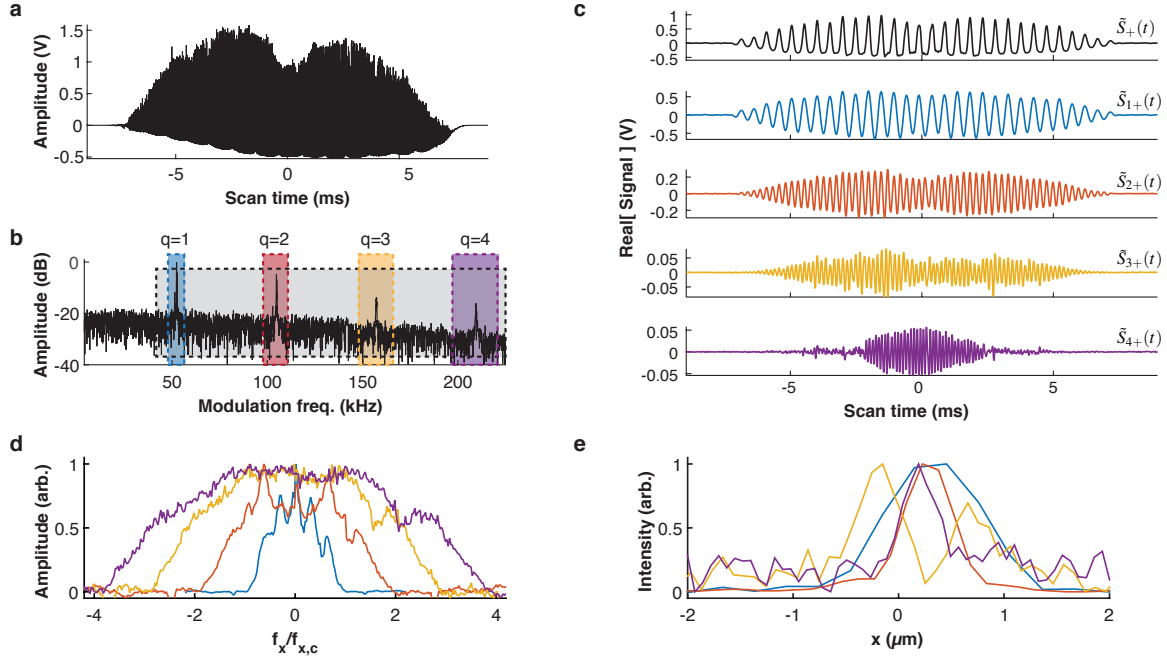 a
Amplitude (V)
1.5
1
0.5
0
-0.5
-5 0 5
Scan time (ms)
b
q=1 q=2 q=3 q=4
Amplitude (dB)
0
-20
-40
50 100 150 200
Modulation freq. (kHz)
c
Real[ Signal ] (V)
1
0.5
0
-0.5
S̃₊(t)
0.5
0
-0.5
S̃₁₊(t)
0.2
0
-0.2
S̃₂₊(t)
0.05
0
-0.05
S̃₃₊(t)
0.05
0
-0.05
S̃₄₊(t)
-5 0 5
Scan time (ms)
d
Amplitude (arb.)
1
0.5
0
-4 -2 0 2 4
f_x/f_{x,c}
e
Intensity (arb.)
1
0.5
0
-2 -1 0 1 2
x (µm)